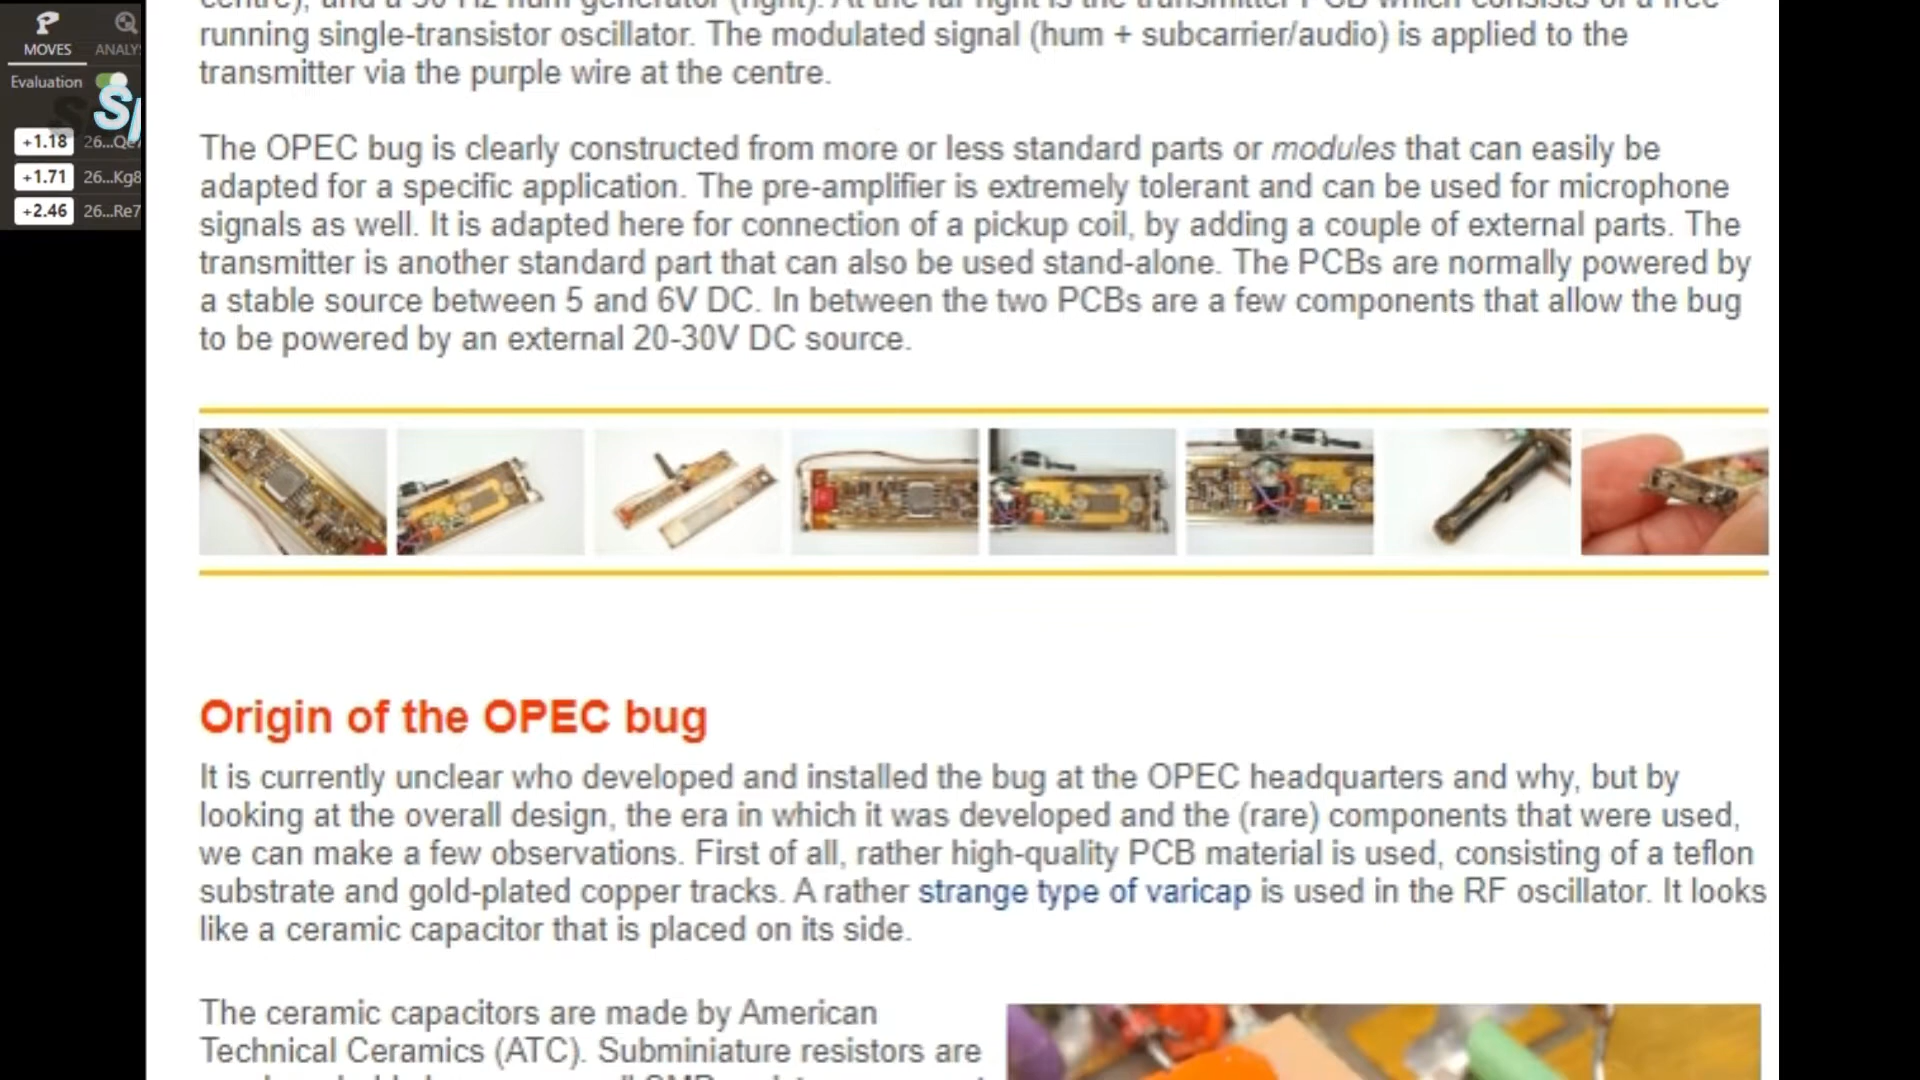 MOVES ANALY
Evaluation
+1.18 26...Qe7
+1.71 26...Kg8
+2.46 26...Re7
running single-transistor oscillator. The modulated signal (hum + subcarrier/audio) is applied to the
transmitter via the purple wire at the centre.
The OPEC bug is clearly constructed from more or less standard parts or modules that can easily be
adapted for a specific application. The pre-amplifier is extremely tolerant and can be used for microphone
signals as well. It is adapted here for connection of a pickup coil, by adding a couple of external parts. The
transmitter is another standard part that can also be used stand-alone. The PCBs are normally powered by
a stable source between 5 and 6V DC. In between the two PCBs are a few components that allow the bug
to be powered by an external 20-30V DC source.
Origin of the OPEC bug
It is currently unclear who developed and installed the bug at the OPEC headquarters and why, but by
looking at the overall design, the era in which it was developed and the (rare) components that were used,
we can make a few observations. First of all, rather high-quality PCB material is used, consisting of a teflon
substrate and gold-plated copper tracks. A rather strange type of varicap is used in the RF oscillator. It looks
like a ceramic capacitor that is placed on its side.
The ceramic capacitors are made by American
Technical Ceramics (ATC). Subminiature resistors are